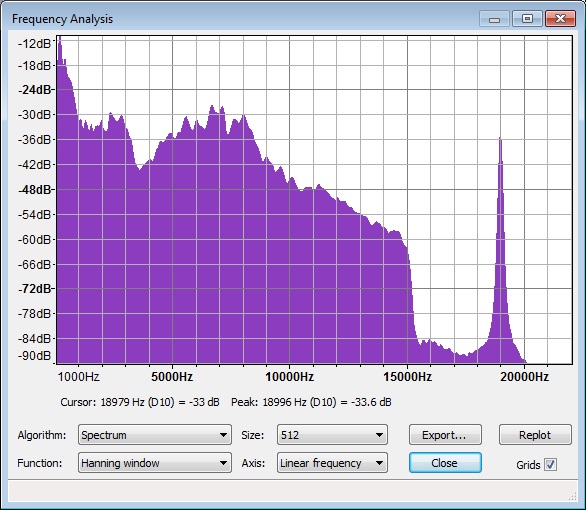 Frequency Analysis
-12dB
-18dB
-24dB
-30dB
-36dB
-42dB
-48dB
-54dB
-60dB
-66dB
-72dB
-78dB
-84dB
-90dB
1000Hz 5000Hz 10000Hz 15000Hz 20000Hz
Cursor: 18979 Hz (D10) = -33 dB Peak: 18996 Hz (D10) = -33.6 dB
Algorithm: Spectrum Size: 512 Export... Replot
Function: Hanning window Axis: Linear frequency Close Grids